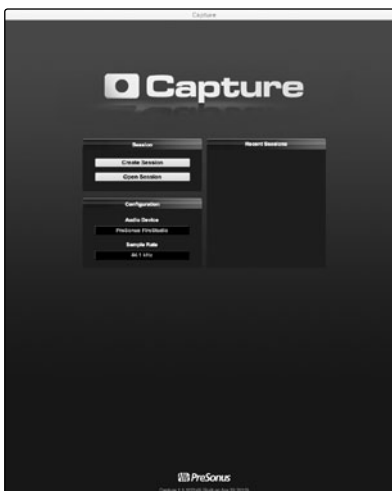 Capture
Capture
Session
Create Session
Open Session
Recent Sessions
Configuration
Audio Device
PreSonus FireStudio
Sample Rate
44.1 kHz
PreSonus